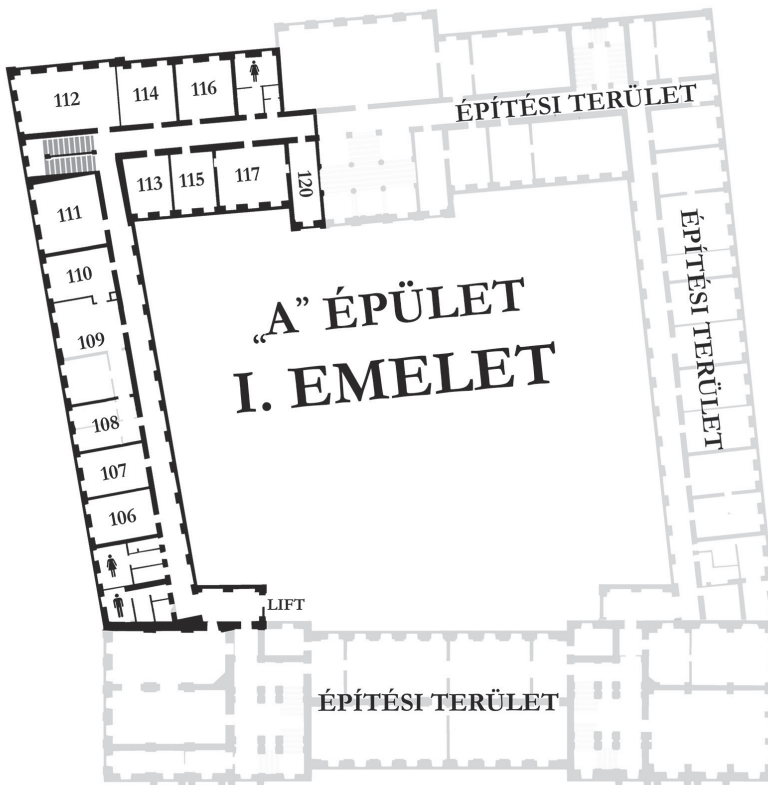 112
114
116
ÉPÍTÉSI TERÜLET
113
115
117
120
111
110
109
108
107
106
„A” ÉPÜLET
I. EMELET
ÉPÍTÉSI TERÜLET
LIFT
ÉPÍTÉSI TERÜLET